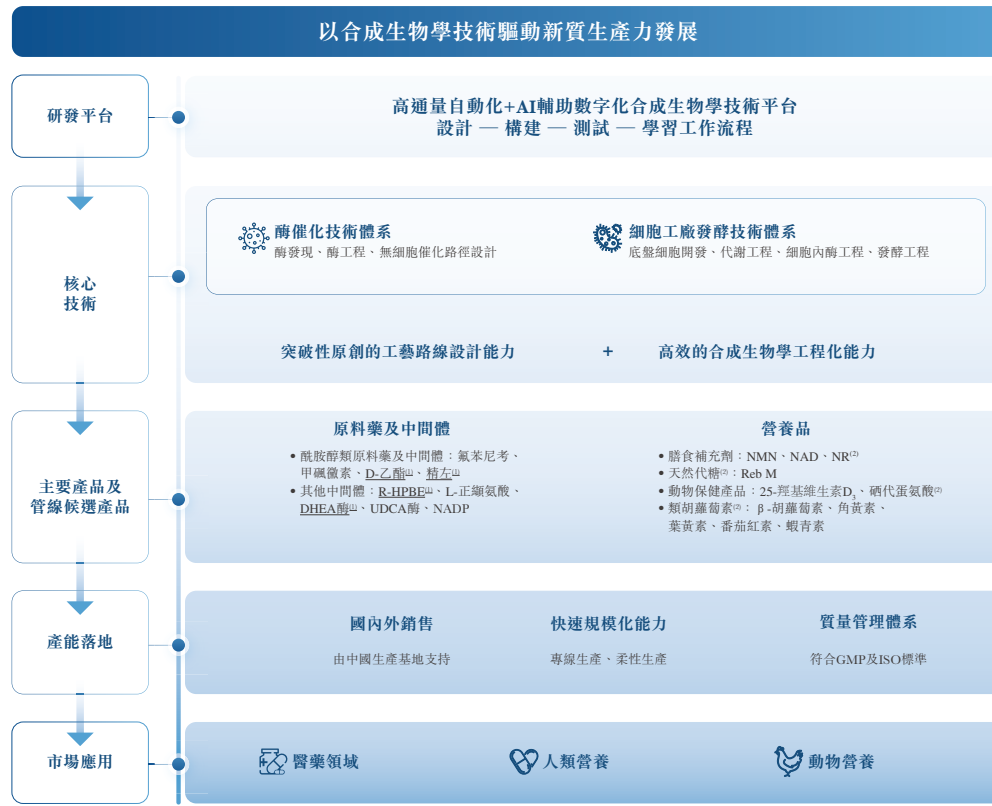 以合成生物學技術驅動新質生產力發展
研發平台
高通量自動化+AI輔助數字化合成生物學技術平台
設計 — 構建 — 測試 — 學習工作流程
核心
技術
酶催化技術體系
酶發現、酶工程、無細胞催化路徑設計
細胞工廠發酵技術體系
底盤細胞開發、代謝工程、細胞內酶工程、發酵工程
突破性原創的工藝路線設計能力 + 高效的合成生物學工程化能力
主要產品及
管線候選產品
原料藥及中間體
• 酰胺醇類原料藥及中間體：氟苯尼考、
甲砜黴素、D-乙酯(1)、精左(1)
• 其他中間體：R-HPBE(1)、L-正纈氨酸、
DHEA酶(1)、UDCA酶、NADP
營養品
• 膳食補充劑：NMN、NAD、NR(2)
• 天然代糖(2)：Reb M
• 動物保健產品：25-羥基維生素D3、硒代蛋氨酸(2)
• 類胡蘿蔔素(2)：β-胡蘿蔔素、角黃素、
葉黃素、番茄紅素、蝦青素
產能落地
國內外銷售
由中國生產基地支持
快速規模化能力
專線生產、柔性生產
質量管理體系
符合GMP及ISO標準
市場應用
醫藥領域
人類營養
動物營養